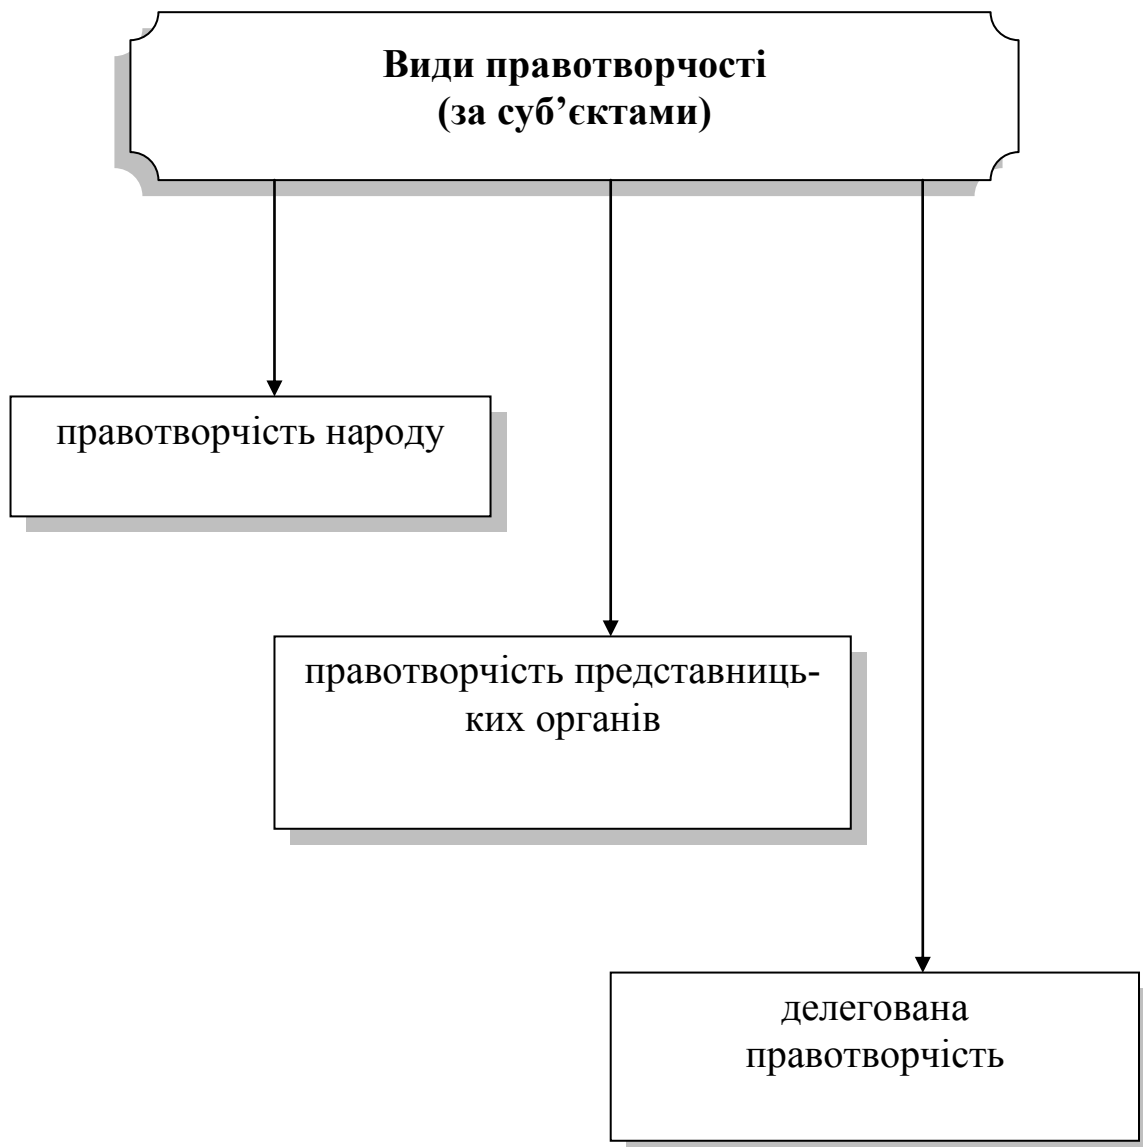 Види правотворчості
(за суб’єктами)
правотворчість народу
правотворчість представниць-
ких органів
делегована
правотворчість